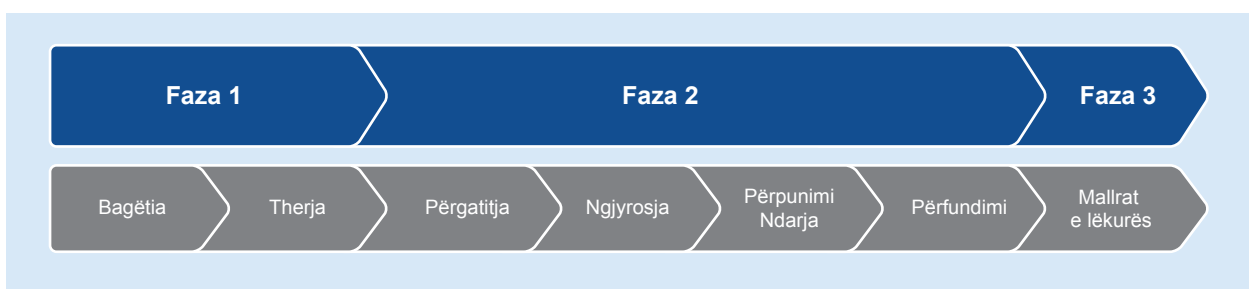 Faza 1
Faza 2
Faza 3
Bagëtia
Therja
Përgatitja
Ngjyrosja
Përpunimi
Ndarja
Përfundimi
Mallrat
e lëkurës